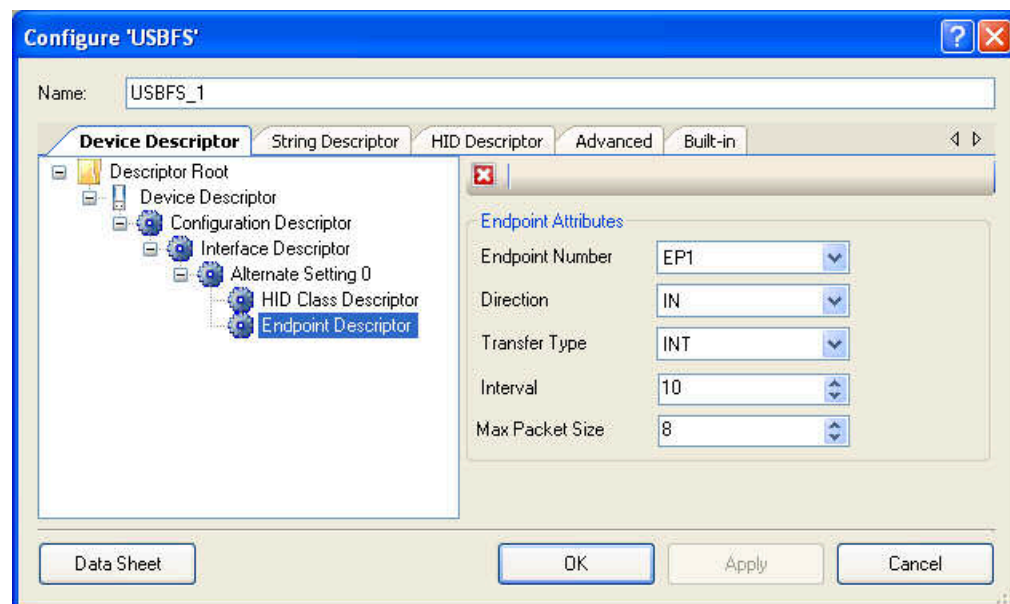 Configure 'USBFS'
Name: USBFS_1
Device Descriptor String Descriptor HID Descriptor Advanced Built-in
Descriptor Root
Device Descriptor
Configuration Descriptor
Interface Descriptor
Alternate Setting 0
HID Class Descriptor
Endpoint Descriptor
Endpoint Attributes
Endpoint Number EP1
Direction IN
Transfer Type INT
Interval 10
Max Packet Size 8
Data Sheet OK Apply Cancel